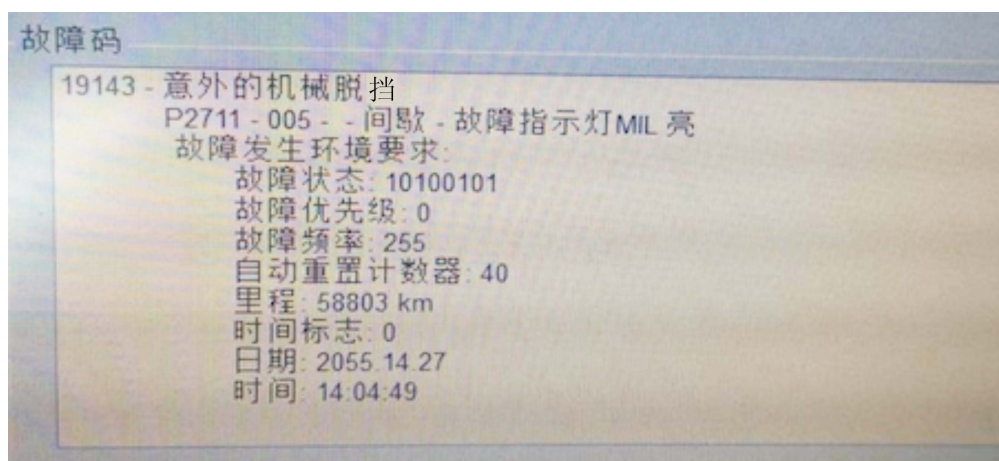 故障码
19143 - 意外的机械脱挡
P2711 - 005 - - 间歇 - 故障指示灯MIL 亮
故障发生环境要求:
故障状态: 10100101
故障优先级: 0
故障频率: 255
自动重置计数器: 40
里程: 58803 km
时间标志: 0
日期: 2055.14.27
时间: 14:04:49